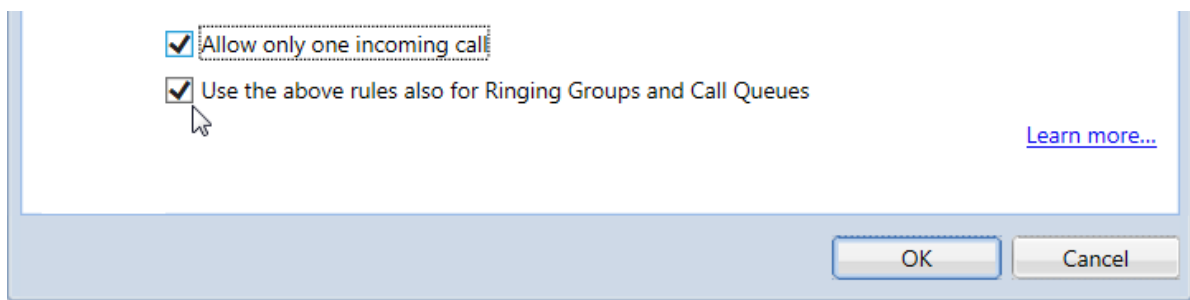 Allow only one incoming call
Use the above rules also for Ringing Groups and Call Queues
Learn more...
OK
Cancel